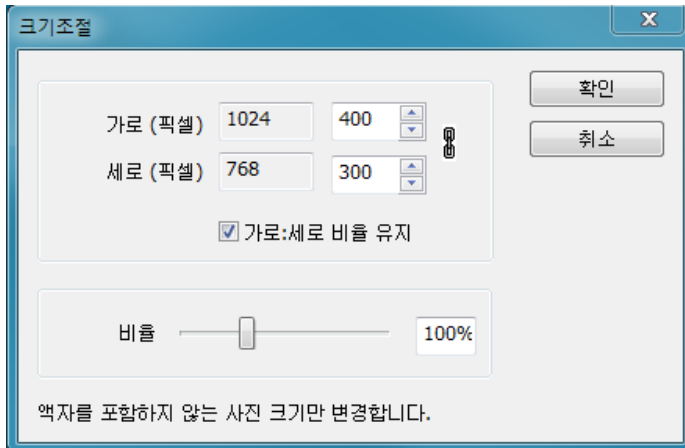 크기조절
가로 (픽셀) 1024 400
세로 (픽셀) 768 300
가로:세로 비율 유지
비율 100%
액자를 포함하지 않는 사진 크기만 변경합니다.
확인
취소